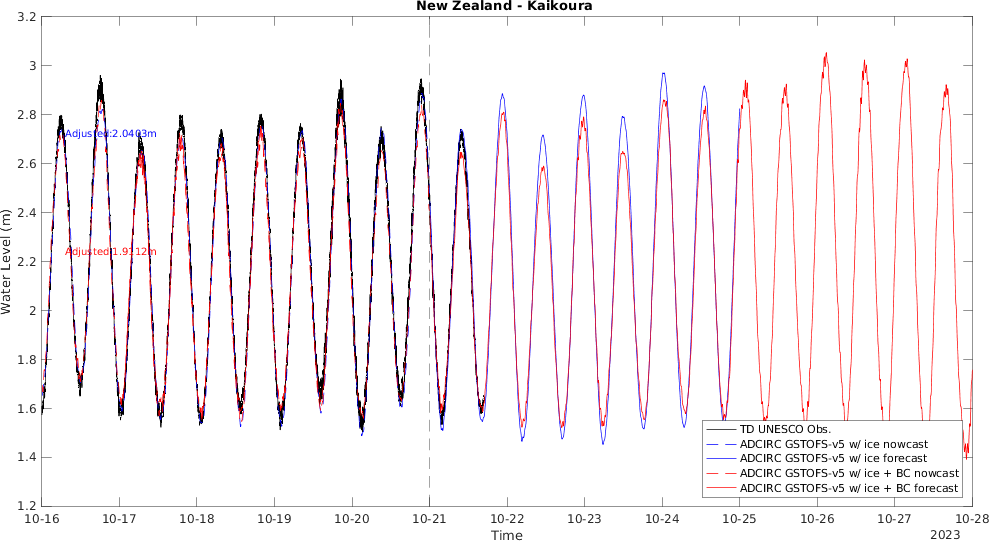 New Zealand - Kaikoura
3.2
3
2.8
2.6
2.4
2.2
2
1.8
1.6
1.4
1.2
Water Level (m)
Adjusted:2.0403m
Adjusted:1.9112m
TD UNESCO Obs.
ADCIRC GSTOFS-v5 w/ ice nowcast
ADCIRC GSTOFS-v5 w/ ice forecast
ADCIRC GSTOFS-v5 w/ ice + BC nowcast
ADCIRC GSTOFS-v5 w/ ice + BC forecast
10-16 10-17 10-18 10-19 10-20 10-21 10-22 10-23 10-24 10-25 10-26 10-27 10-28
Time
2023